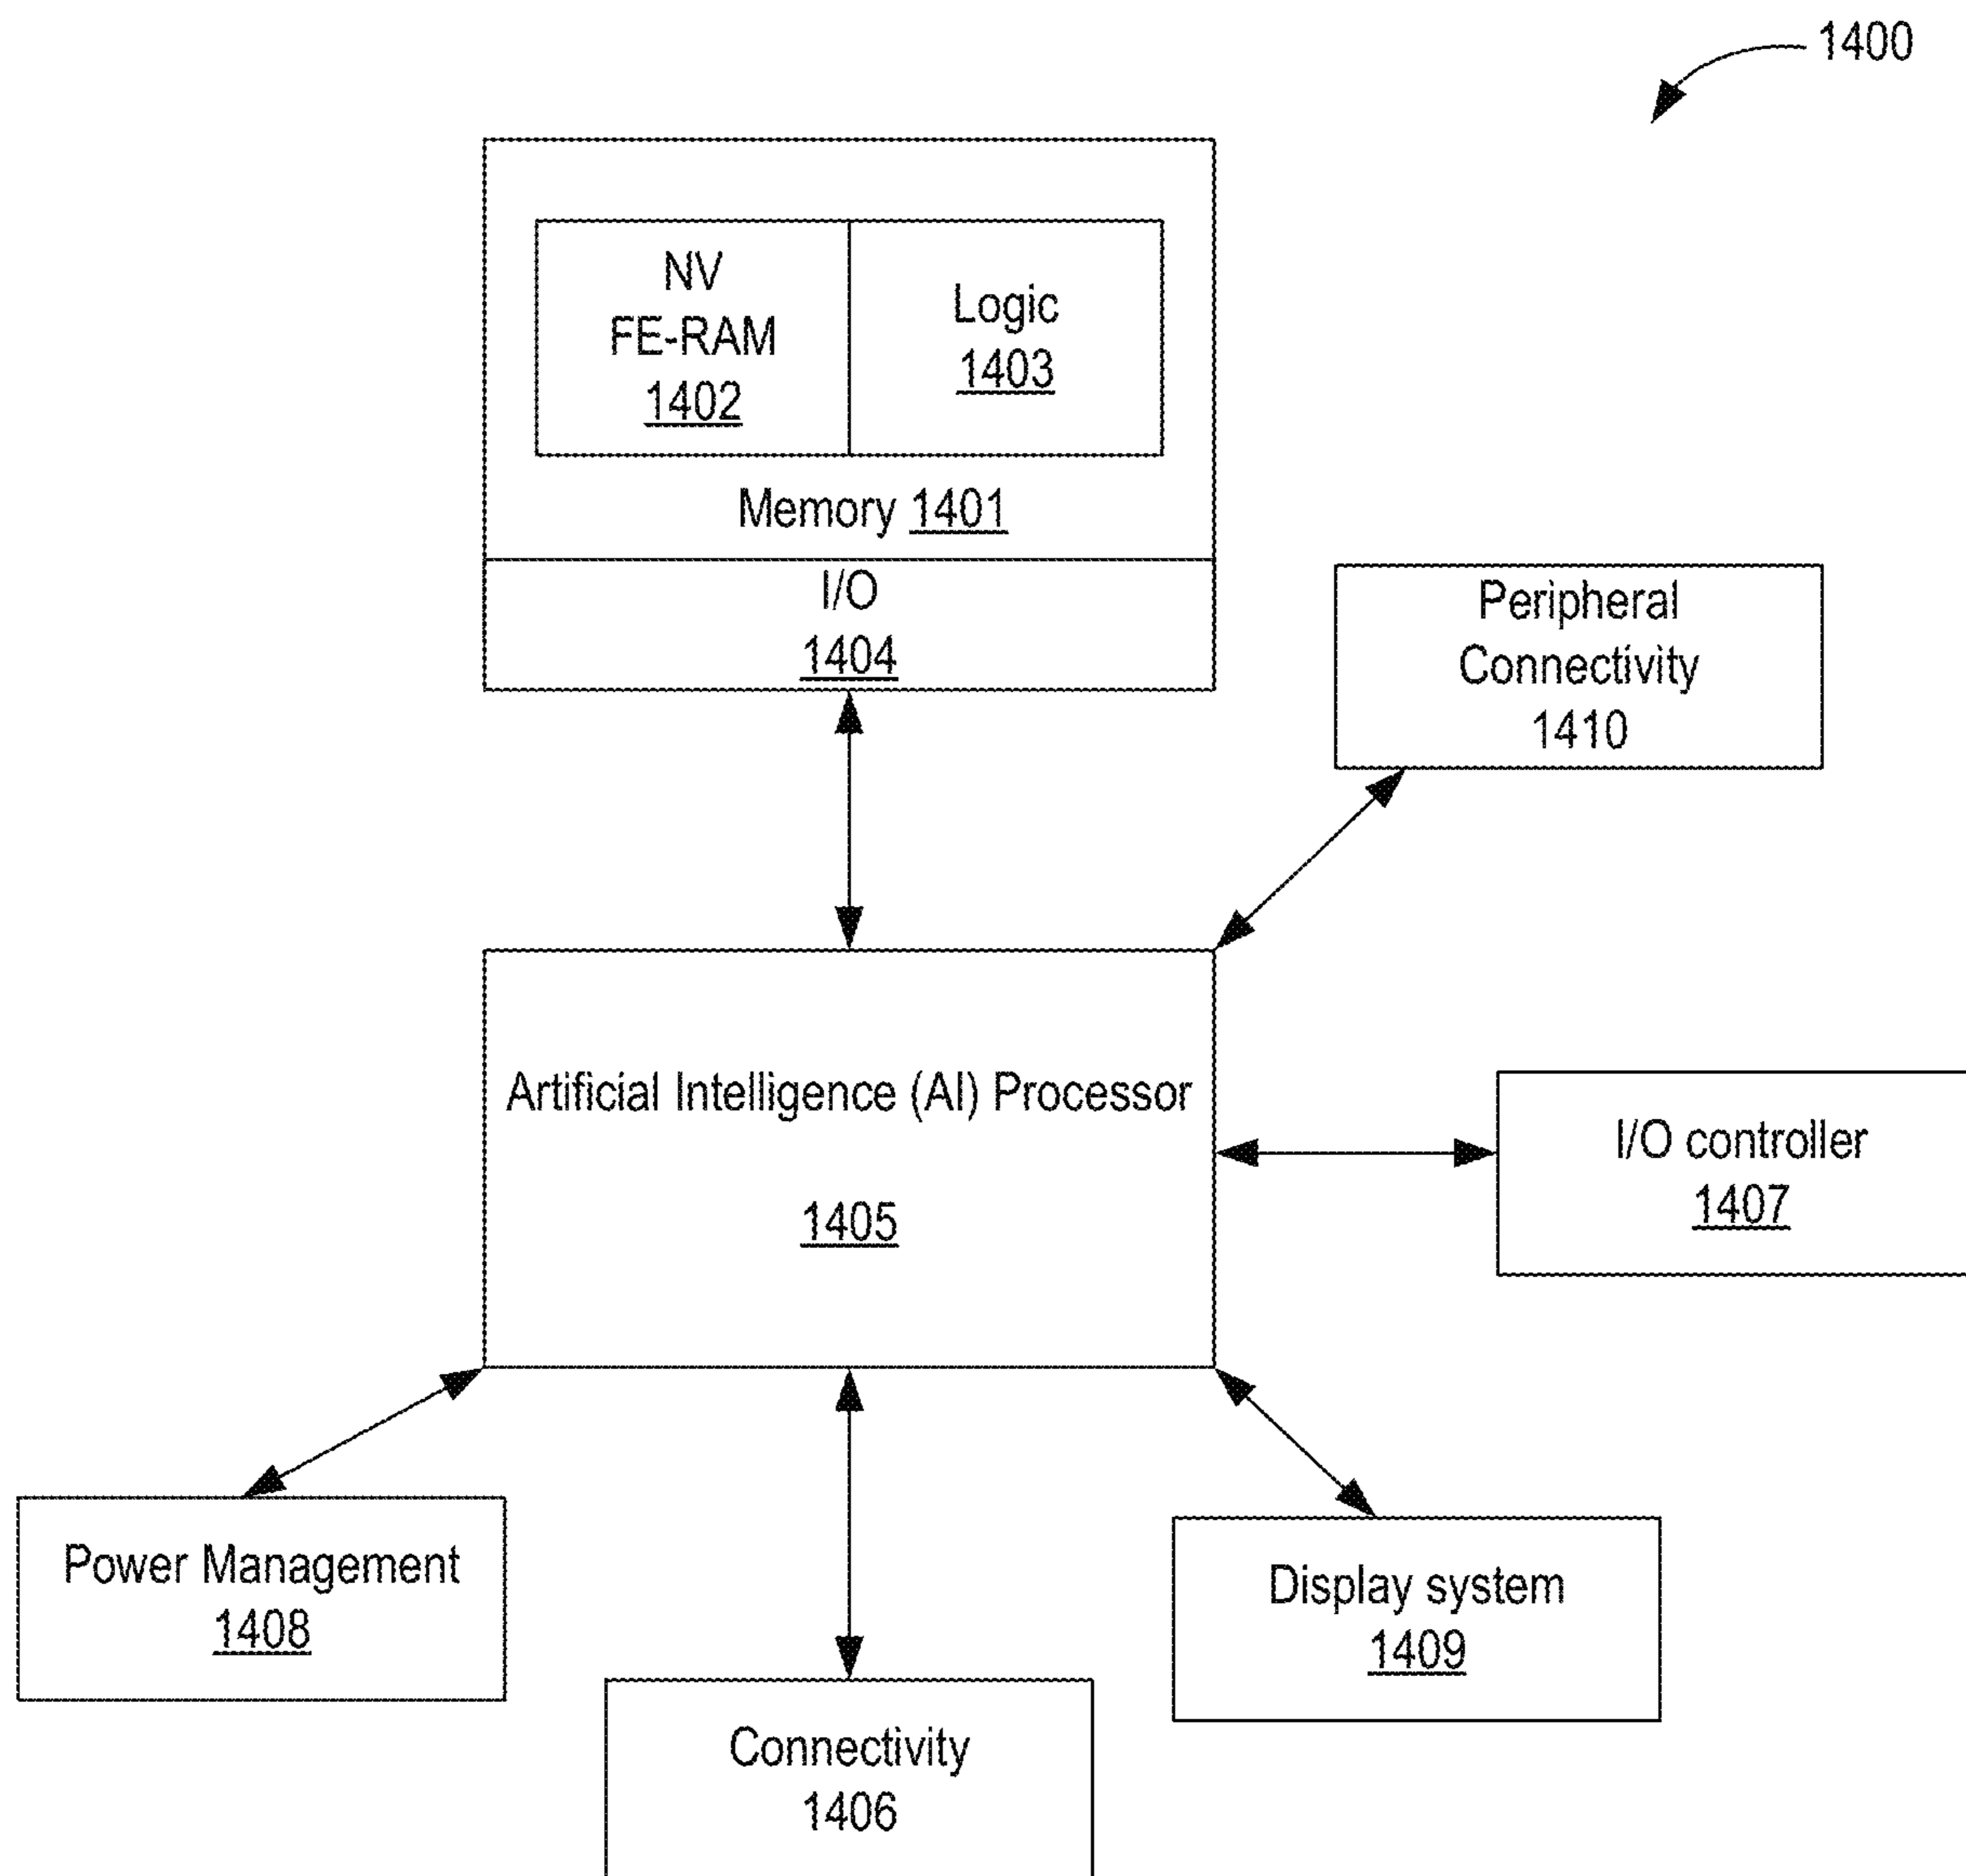 1400
NV
FE-RAM
1402
Logic
1403
Memory 1401
I/O
1404
Peripheral
Connectivity
1410
Artificial Intelligence (AI) Processor
1405
I/O controller
1407
Power Management
1408
Display system
1409
Connectivity
1406